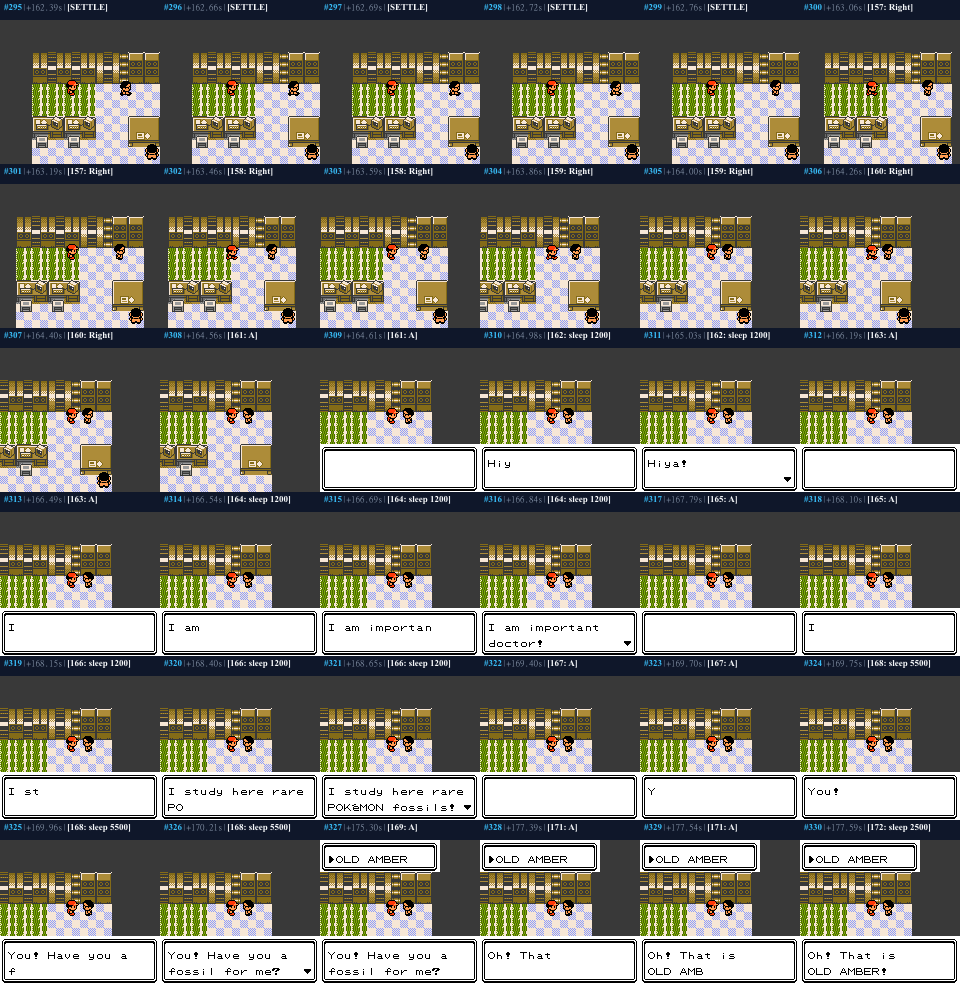 #295 |+162.39s| [SETTLE]
#296 |+162.66s| [SETTLE]
#297 |+162.69s| [SETTLE]
#298 |+162.72s| [SETTLE]
#299 |+162.76s| [SETTLE]
#300 |+163.06s| [157: Right]
#301 |+163.19s| [157: Right]
#302 |+163.46s| [158: Right]
#303 |+163.59s| [158: Right]
#304 |+163.86s| [159: Right]
#305 |+164.00s| [159: Right]
#306 |+164.26s| [160: Right]
#307 |+164.40s| [160: Right]
#308 |+164.56s| [161: A]
#309 |+164.61s| [161: A]
#310 |+164.98s| [162: sleep 1200]
#311 |+165.03s| [162: sleep 1200]
#312 |+166.19s| [163: A]
Hiy
Hiya!
#313 |+166.49s| [163: A]
#314 |+166.54s| [164: sleep 1200]
#315 |+166.69s| [164: sleep 1200]
#316 |+166.84s| [164: sleep 1200]
#317 |+167.79s| [165: A]
#318 |+168.10s| [165: A]
I
I am
I am importan
I am important
doctor!
I
#319 |+168.15s| [166: sleep 1200]
#320 |+168.40s| [166: sleep 1200]
#321 |+168.65s| [166: sleep 1200]
#322 |+169.40s| [167: A]
#323 |+169.70s| [167: A]
#324 |+169.75s| [168: sleep 5500]
I st
I study here rare
PO
I study here rare
POKéMON fossils!
Y
You!
#325 |+169.96s| [168: sleep 5500]
#326 |+170.21s| [168: sleep 5500]
#327 |+175.30s| [169: A]
#328 |+177.39s| [171: A]
#329 |+177.54s| [171: A]
#330 |+177.59s| [172: sleep 2500]
▶OLD AMBER
▶OLD AMBER
▶OLD AMBER
▶OLD AMBER
You! Have you a
f
You! Have you a
fossil for me?
You! Have you a
fossil for me?
Oh! That
Oh! That is
OLD AMB
Oh! That is
OLD AMBER!